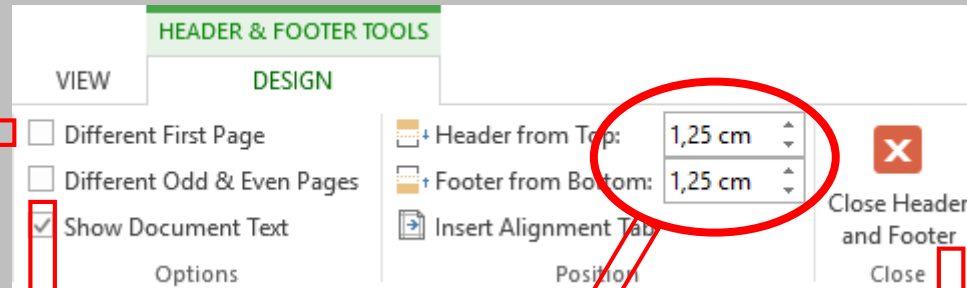 HEADER & FOOTER TOOLS
VIEW DESIGN
Different First Page
Different Odd & Even Pages
Show Document Text
Options
Header from Top: 1,25 cm
Footer from Bottom: 1,25 cm
Insert Alignment Tab
Position
Close Header
and Footer
Close